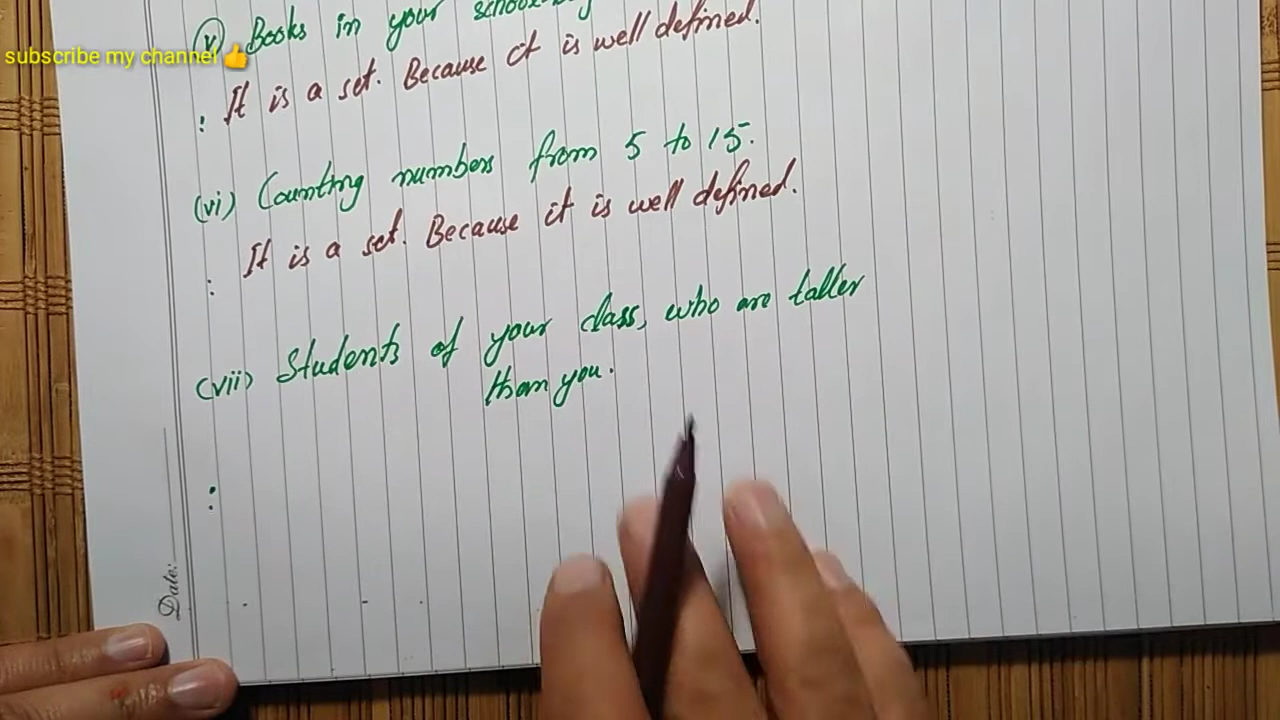 (v) Books in your school-bag
subscribe my channel👍
: It is a set. Because it is well defined.
(vi) Counting numbers from 5 to 15.
: It is a set. Because it is well defined.
(vii) Students of your class, who are taller
than you.
:
Date: